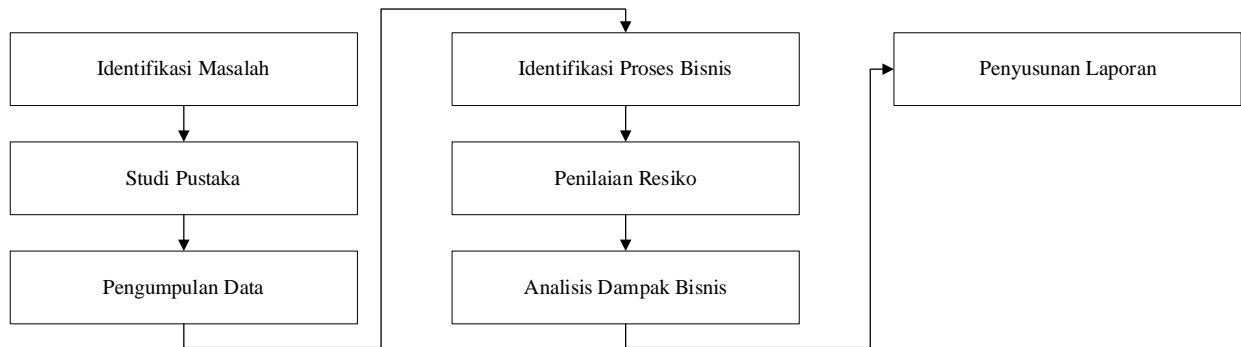 Identifikasi Masalah
Studi Pustaka
Pengumpulan Data
Identifikasi Proses Bisnis
Penilaian Resiko
Analisis Dampak Bisnis
Penyusunan Laporan